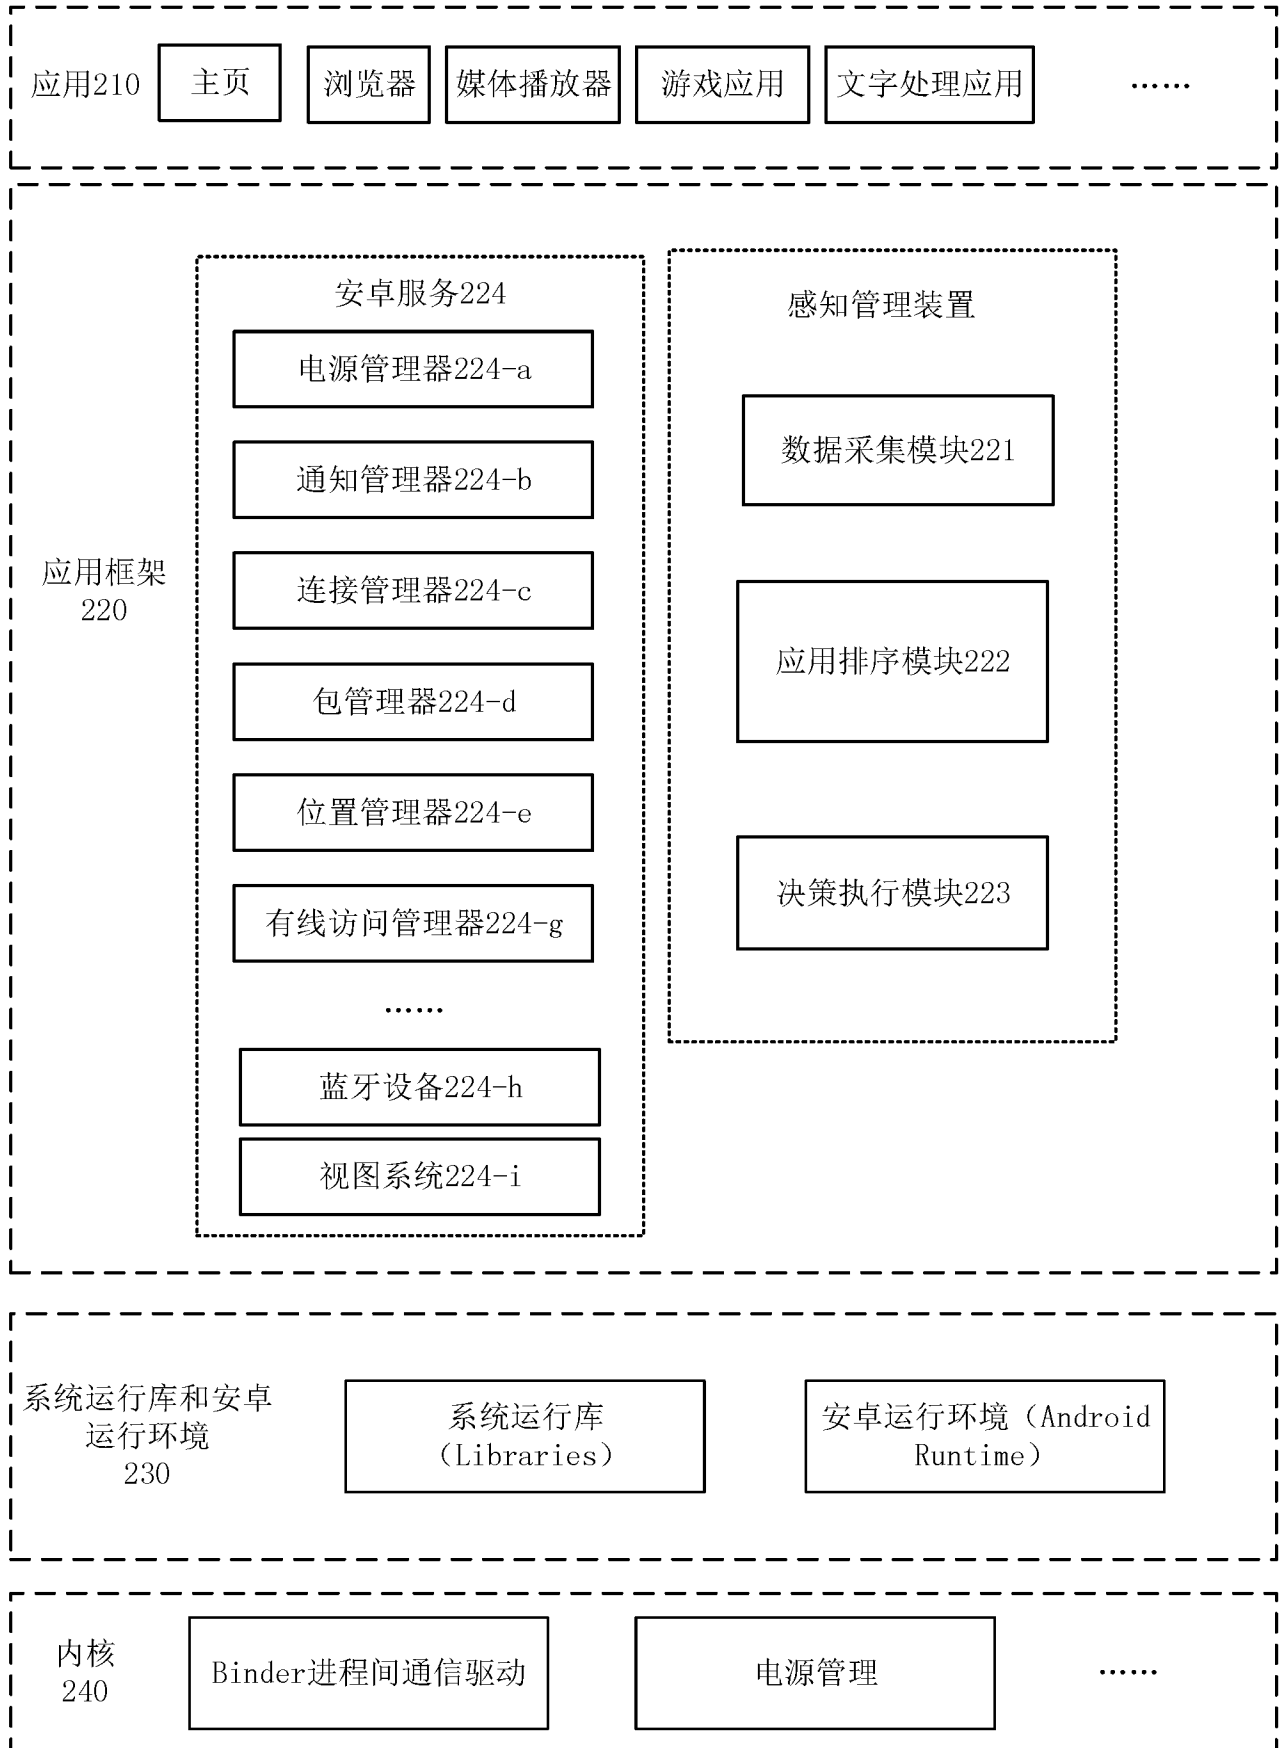 应用210
主页
浏览器
媒体播放器
游戏应用
文字处理应用
……
应用框架
220
安卓服务224
电源管理器224-a
通知管理器224-b
连接管理器224-c
包管理器224-d
位置管理器224-e
有线访问管理器224-g
……
蓝牙设备224-h
视图系统224-i
感知管理装置
数据采集模块221
应用排序模块222
决策执行模块223
系统运行库和安卓
运行环境
230
系统运行库
（Libraries）
安卓运行环境（Android
Runtime）
内核
240
Binder进程间通信驱动
电源管理
……